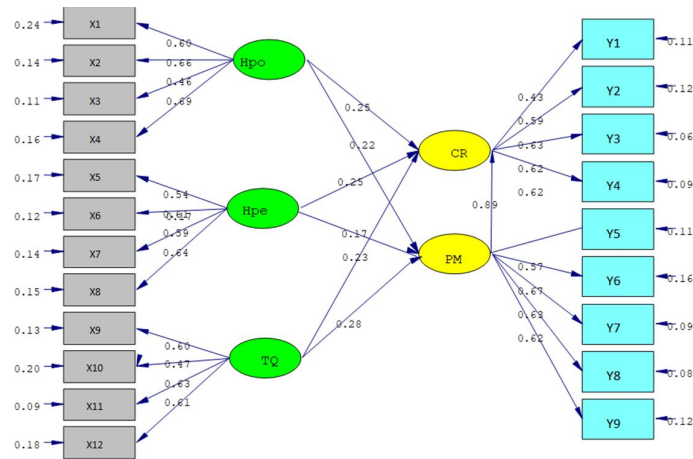 0.24
X1
0.14
X2
0.11
X3
0.16
X4
0.17
X5
0.12
X6
0.14
X7
0.15
X8
0.13
X9
0.20
X10
0.09
X11
0.18
X12
0.60
0.66
0.46
0.69
0.54
0.59
0.64
0.60
0.47
0.63
0.61
Hpo
Hpe
TQ
0.25
0.22
0.25
0.17
0.23
0.28
CR
PM
0.89
0.43
0.59
0.63
0.62
0.62
0.57
0.67
0.63
0.62
Y1
0.11
Y2
0.12
Y3
0.06
Y4
0.09
Y5
0.11
Y6
0.16
Y7
0.09
Y8
0.08
Y9
0.12